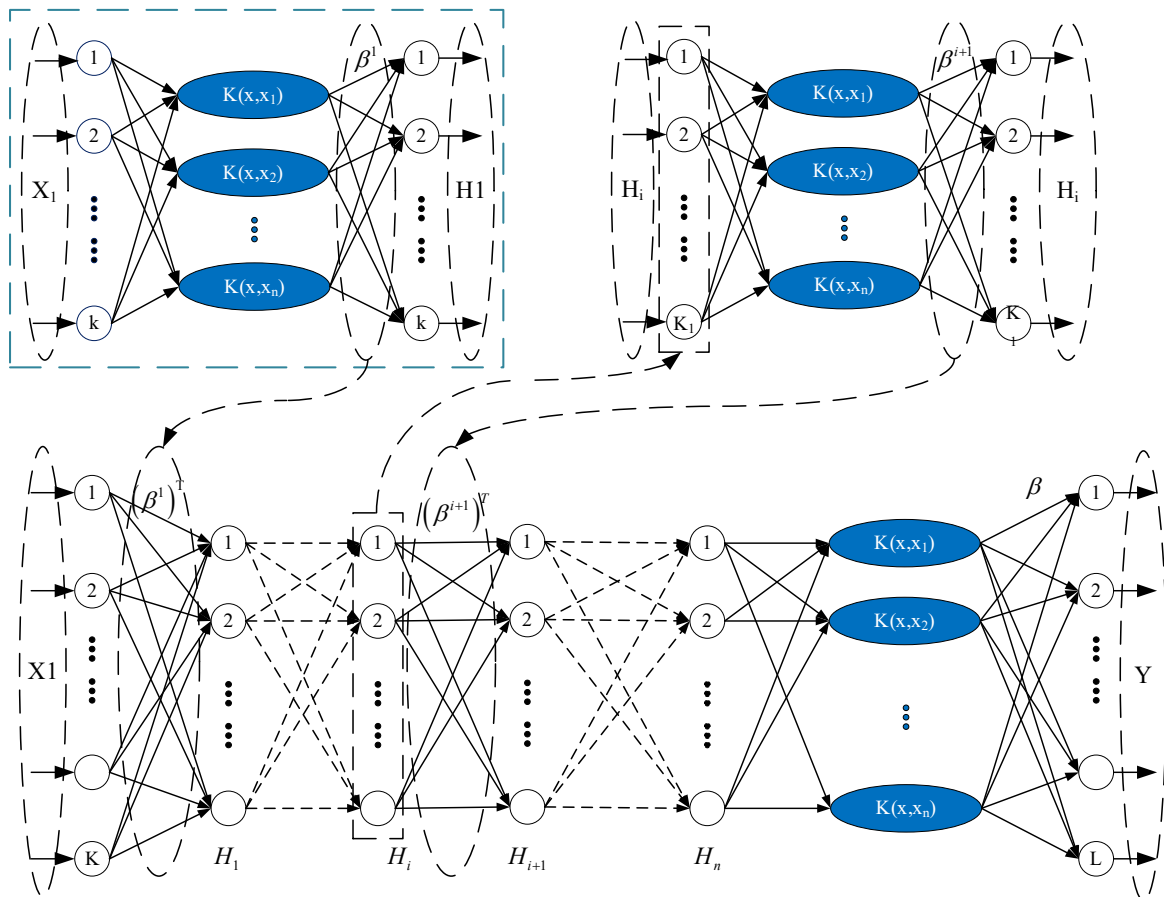 1
2
k
X₁
K(x,x₁)
K(x,x₂)
K(x,xₙ)
β¹
1
2
k
H1
Hᵢ
1
2
K₁
K(x,x₁)
K(x,x₂)
K(x,xₙ)
βⁱ⁺¹
1
2
K
1
Hᵢ
X1
1
2
K
(β¹)ᵀ
1
2
H₁
1
2
Hᵢ
(βⁱ⁺¹)ᵀ
1
2
Hᵢ₊₁
1
2
Hₙ
K(x,x₁)
K(x,x₂)
K(x,xₙ)
β
1
2
L
Y